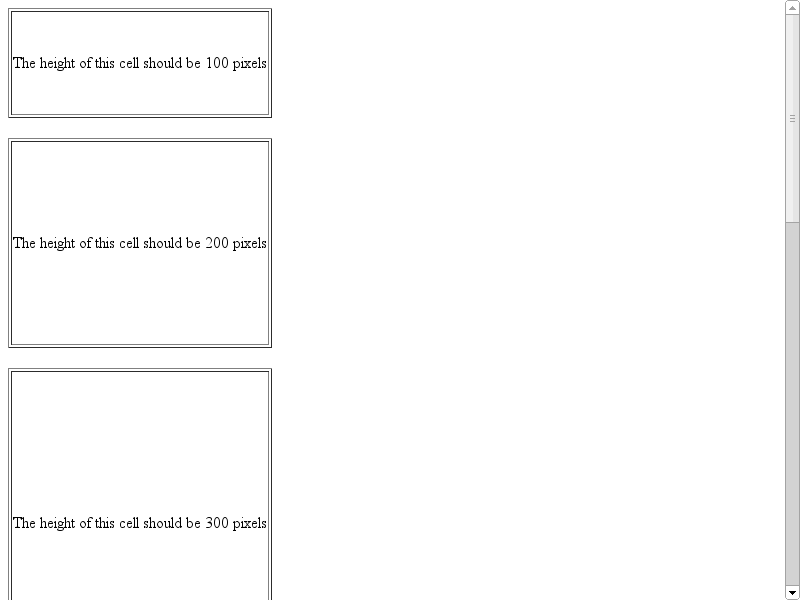 The height of this cell should be 100 pixels
The height of this cell should be 200 pixels
The height of this cell should be 300 pixels